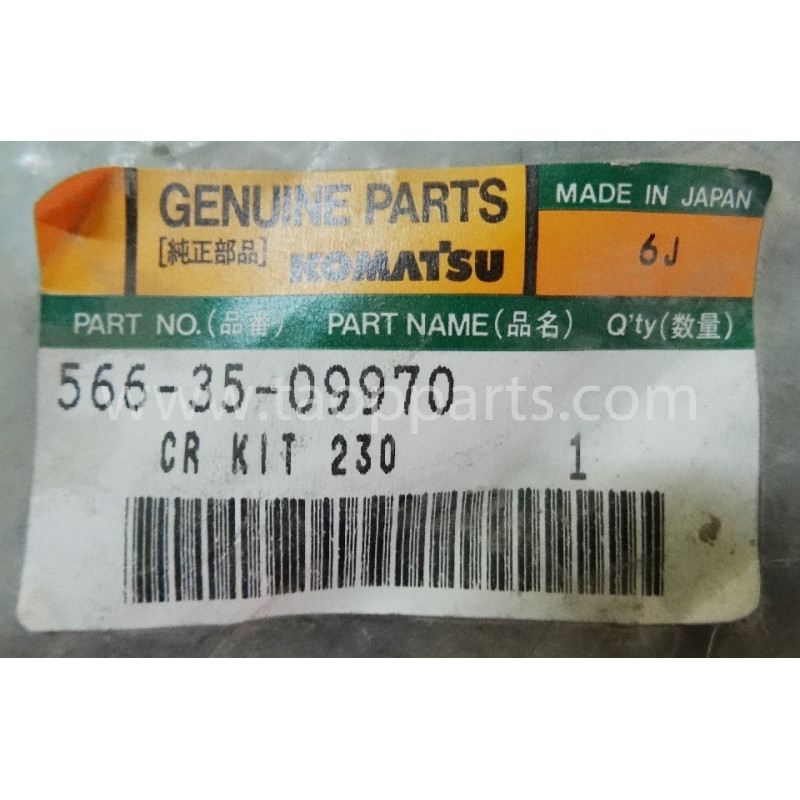 GENUINE PARTS
[純正部品] KOMATSU
MADE IN JAPAN
6J
PART NO.(品番) PART NAME(品名) Q'ty(数量)
566-35-09970
www.tappparts.com
CR KIT 230 1